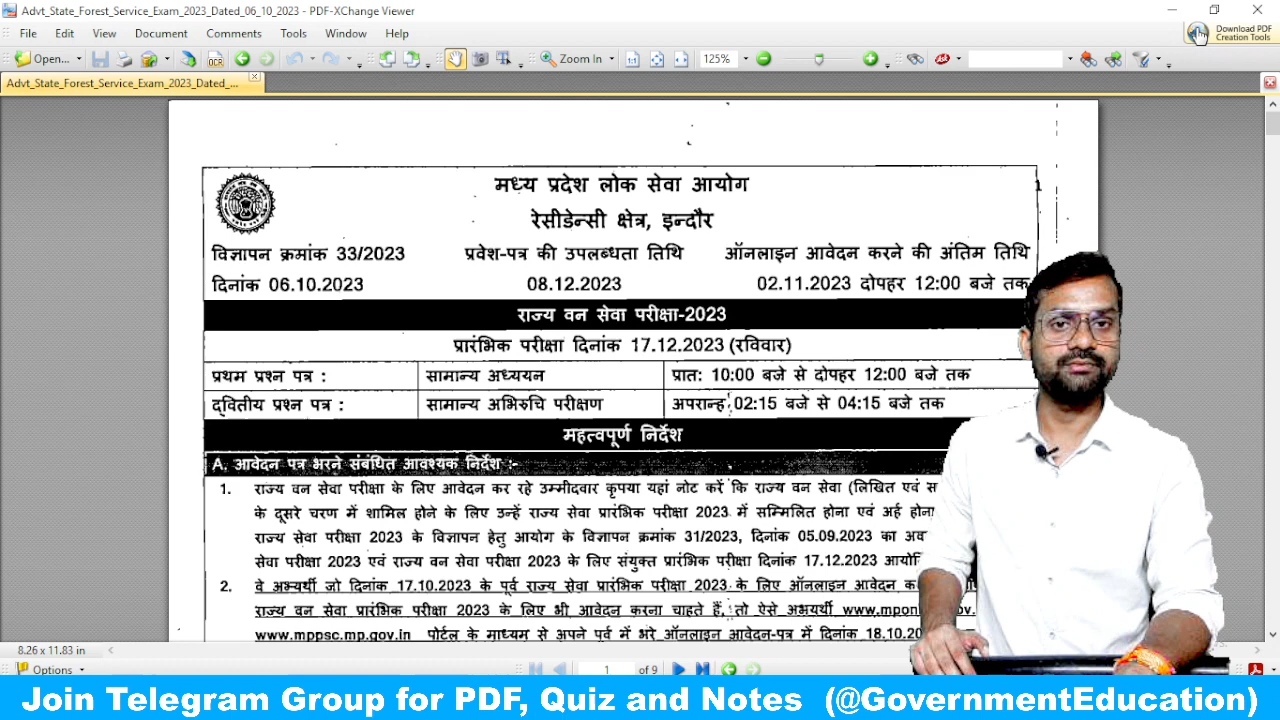 Advt_State_Forest_Service_Exam_2023_Dated_06_10_2023 - PDF-XChange Viewer
File Edit View Document Comments Tools Window Help
Download PDF Creation Tools
Open... OCR Zoom In 125%
Advt_State_Forest_Service_Exam_2023_Dated_06_10_2023_Dated_...
1
मध्य प्रदेश लोक सेवा आयोग
रेसीडेन्सी क्षेत्र, इन्दौर
विज्ञापन क्रमांक 33/2023 प्रवेश-पत्र की उपलब्धता तिथि ऑनलाइन आवेदन करने की अंतिम तिथि
दिनांक 06.10.2023 08.12.2023 02.11.2023 दोपहर 12:00 बजे तक
राज्य वन सेवा परीक्षा-2023
प्रारंभिक परीक्षा दिनांक 17.12.2023 (रविवार)
प्रथम प्रश्न पत्र : सामान्य अध्ययन प्रात: 10:00 बजे से दोपहर 12:00 बजे तक
द्वितीय प्रश्न पत्र : सामान्य अभिरुचि परीक्षण अपरान्ह 02:15 बजे से 04:15 बजे तक
महत्वपूर्ण निर्देश
A. आवेदन पत्र भरने संबंधित आवश्यक निर्देश :-
1. राज्य वन सेवा परीक्षा के लिए आवेदन कर रहे उम्मीदवार कृपया यहां नोट करें कि राज्य वन सेवा (लिखित एवं
के दूसरे चरण में शामिल होने के लिए उन्हें राज्य सेवा प्रारंभिक परीक्षा 2023 में सम्मिलित होना एवं अर्ह होना
राज्य सेवा परीक्षा 2023 के विज्ञापन हेतु आयोग के विज्ञापन क्रमांक 31/2023, दिनांक 05.09.2023 का
सेवा परीक्षा 2023 एवं राज्य वन सेवा परीक्षा 2023 के लिए संयुक्त प्रारंभिक परीक्षा दिनांक 17.12.2023
2. वे अभ्यर्थी जो दिनांक 17.10.2023 के पूर्व राज्य सेवा प्रारंभिक परीक्षा 2023 के लिए ऑनलाइन आवेदन
राज्य वन सेवा प्रारंभिक परीक्षा 2023 के लिए भी आवेदन करना चाहते हैं, तो ऐसे अभयर्थी
www.mppsc.mp.gov.in पोर्टल के माध्यम से अपने पूर्व में भरे ऑनलाइन आवेदन-पत्र में दिनांक
8.26 x 11.83 in
Options 1 of 9
Join Telegram Group for PDF, Quiz and Notes (@GovernmentEducation)